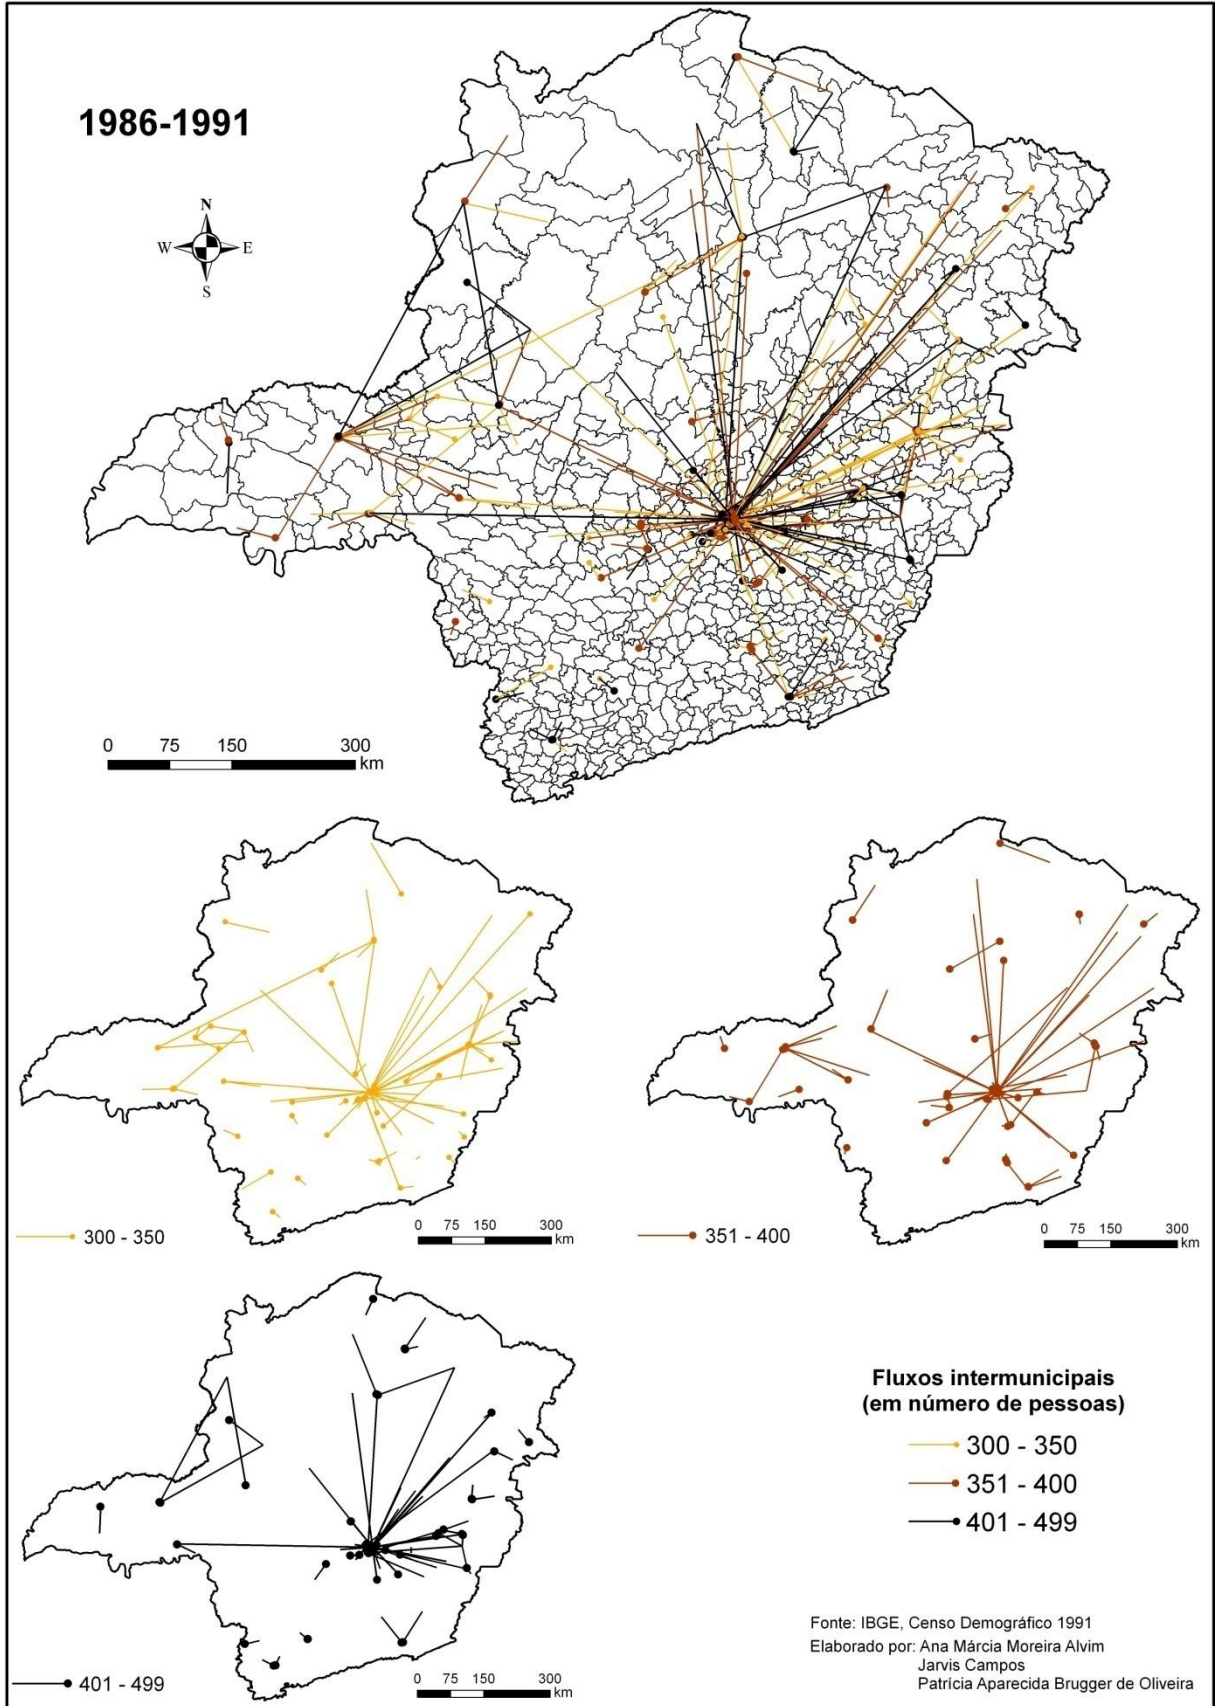 1986-1991
N
W E
S
0 75 150 300
km
0 75 150 300
km
300 - 350
0 75 150 300
km
351 - 400
Fluxos intermunicipais
(em número de pessoas)
300 - 350
351 - 400
401 - 499
0 75 150 300
km
401 - 499
Fonte: IBGE, Censo Demográfico 1991
Elaborado por: Ana Márcia Moreira Alvim
Jarvis Campos
Patrícia Aparecida Brugger de Oliveira